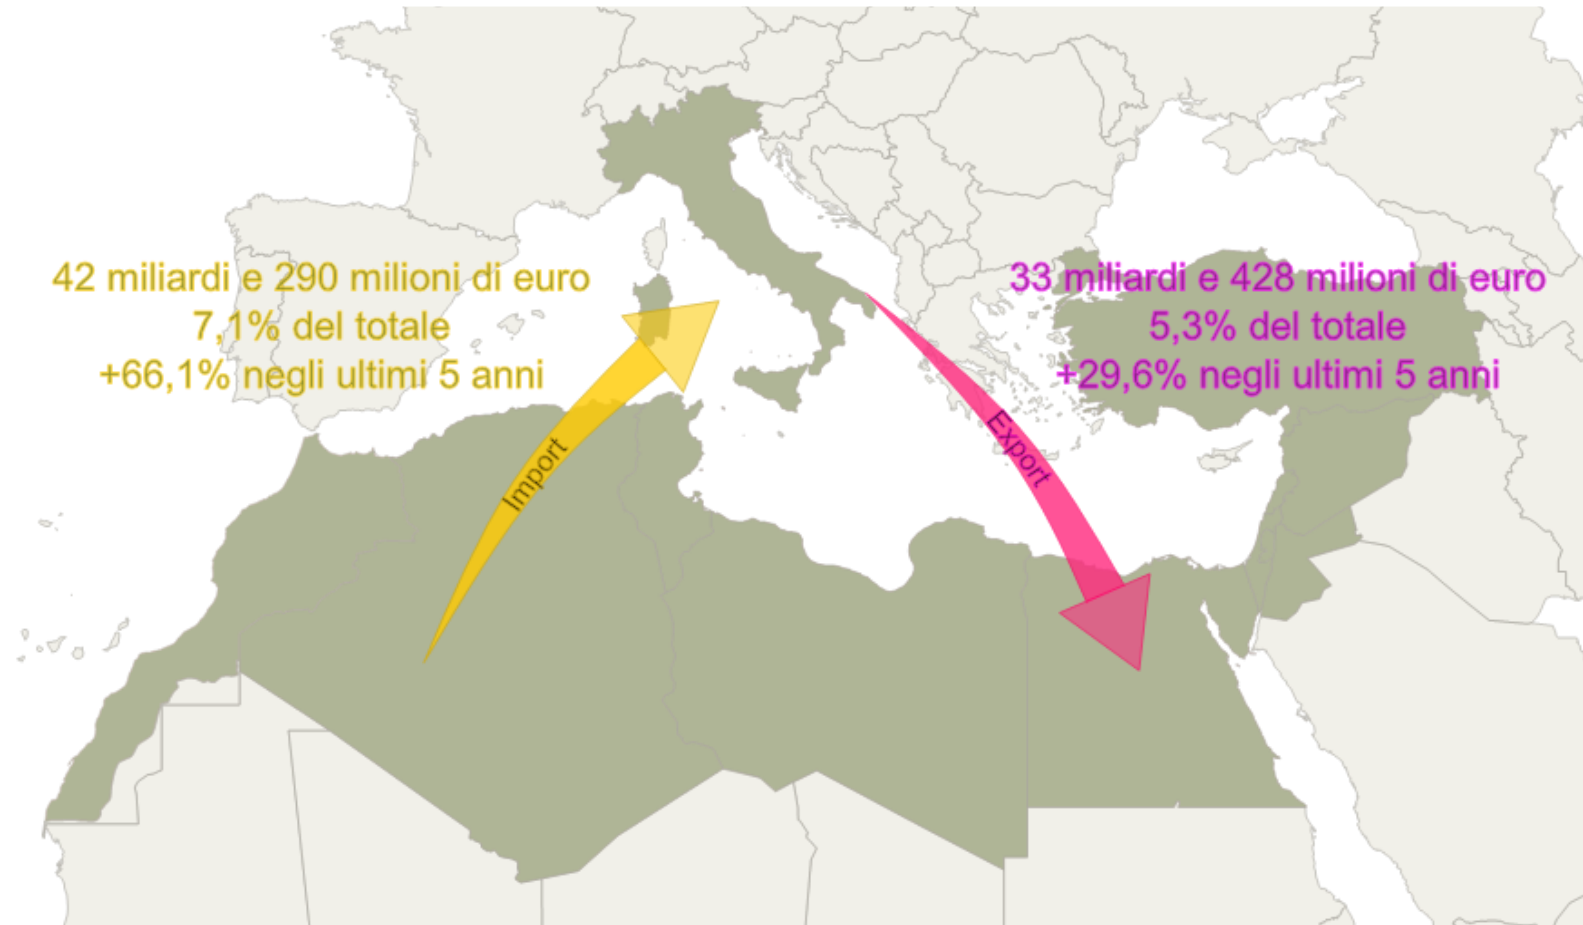 42 miliardi e 290 milioni di euro
7,1% del totale
+66,1% negli ultimi 5 anni
Import
33 miliardi e 428 milioni di euro
5,3% del totale
+29,6% negli ultimi 5 anni
Export